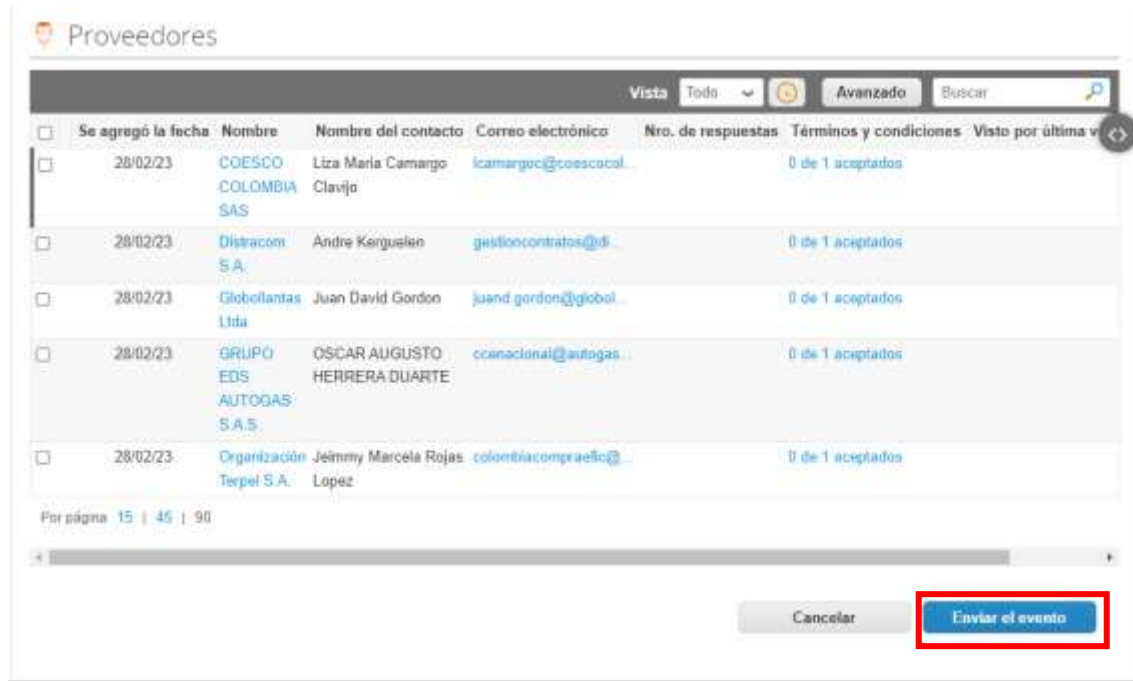 Proveedores
Vista Todo Avanzado Buscar
Se agregó la fecha Nombre Nombre del contacto Correo electrónico Nro. de respuestas Términos y condiciones Visto por última v
28/02/23 COESCO Liza Maria Camargo lcamargoc@coescocol... 0 de 1 aceptados
COLOMBIA Clavijo
SAS
28/02/23 Distracom Andre Kerguelen gestioncontratos@di... 0 de 1 aceptados
S.A.
28/02/23 Globollantas Juan David Gordon juand.gordon@globol... 0 de 1 aceptados
Ltda
28/02/23 GRUPO OSCAR AUGUSTO ccenacional@autogas... 0 de 1 aceptados
EDS HERRERA DUARTE
AUTOGAS
S.A.S.
28/02/23 Organización Jeimmy Marcela Rojas colombiacompraefic@... 0 de 1 aceptados
Terpel S.A. Lopez
Por página 15 | 45 | 90
Cancelar Enviar el evento